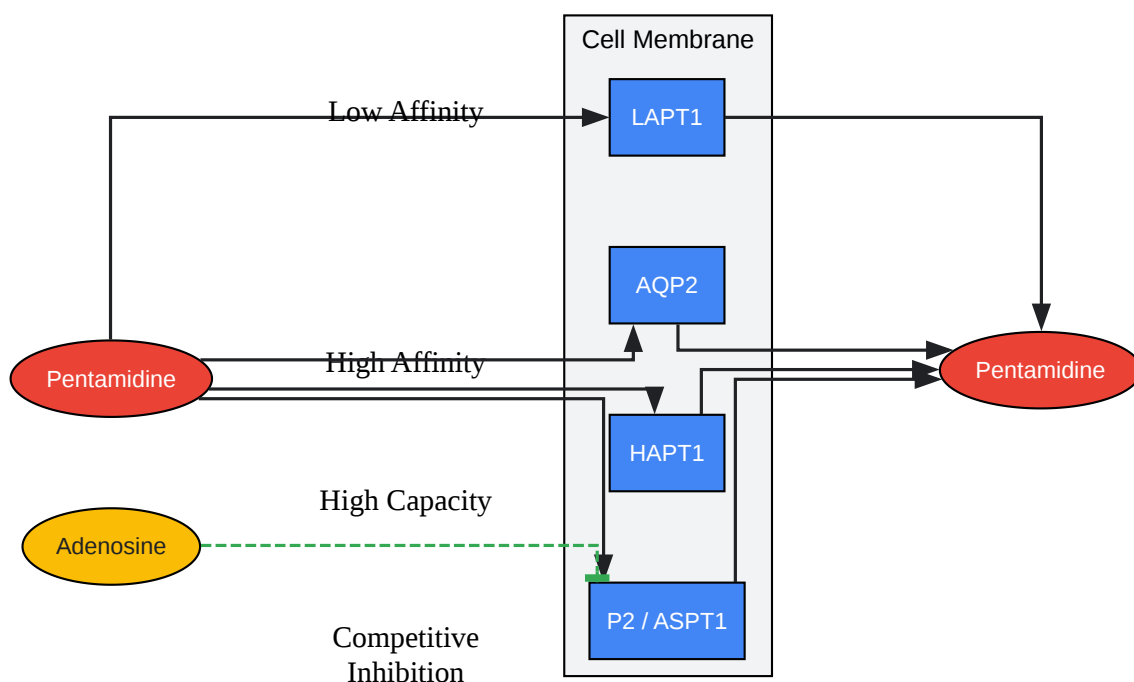 Cell Membrane
LAPT1
Low Affinity
AQP2
High Affinity
Pentamidine
Pentamidine
HAPT1
High Capacity
Adenosine
P2 / ASPT1
Competitive
Inhibition